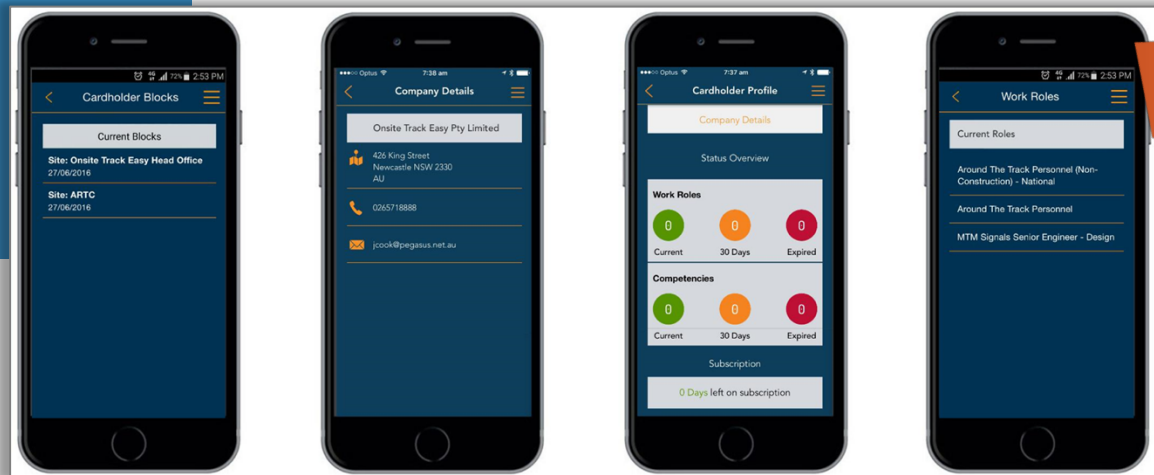 72% 2:53 PM
Cardholder Blocks
Current Blocks
Site: Onsite Track Easy Head Office
27/06/2016
Site: ARTC
27/06/2016
Optus 7:38 am
Company Details
Onsite Track Easy Pty Limited
426 King Street
Newcastle NSW 2330
AU
0265718888
jcook@pegasus.net.au
Optus 7:37 am
Cardholder Profile
Company Details
Status Overview
Work Roles
0 0 0
Current 30 Days Expired
Competencies
0 0 0
Current 30 Days Expired
Subscription
0 Days left on subscription
4G 72% 2:53 PM
Work Roles
Current Roles
Around The Track Personnel (Non-
Construction) - National
Around The Track Personnel
MTM Signals Senior Engineer - Design